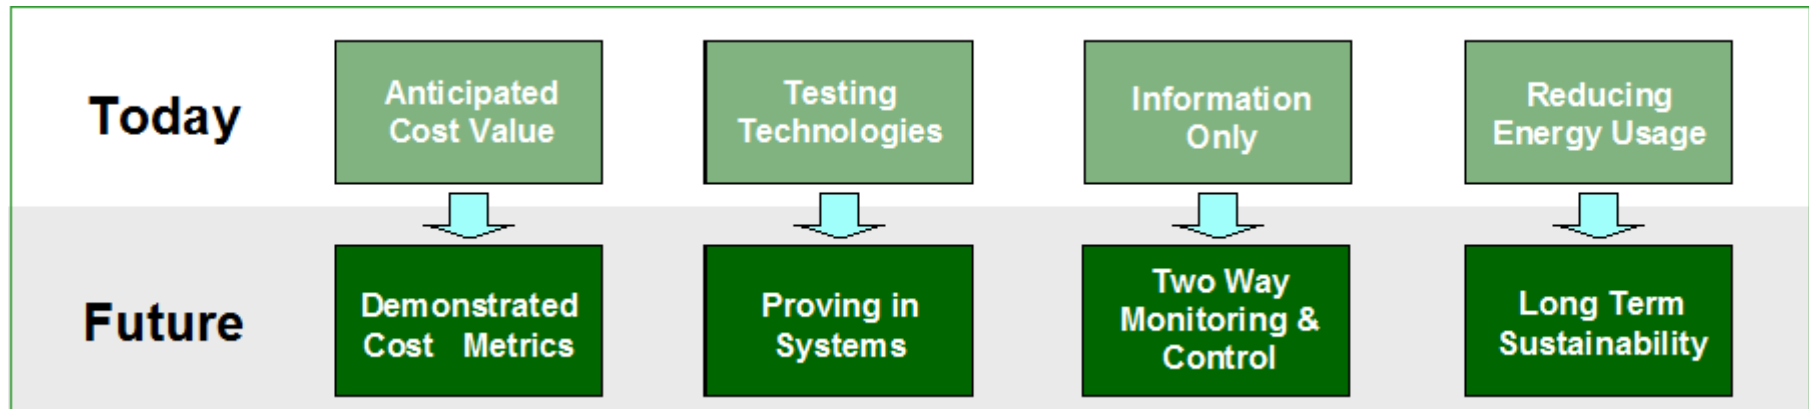 Today
Anticipated
Cost Value
Testing
Technologies
Information
Only
Reducing
Energy Usage
Future
Demonstrated
Cost Metrics
Proving in
Systems
Two Way
Monitoring &
Control
Long Term
Sustainability